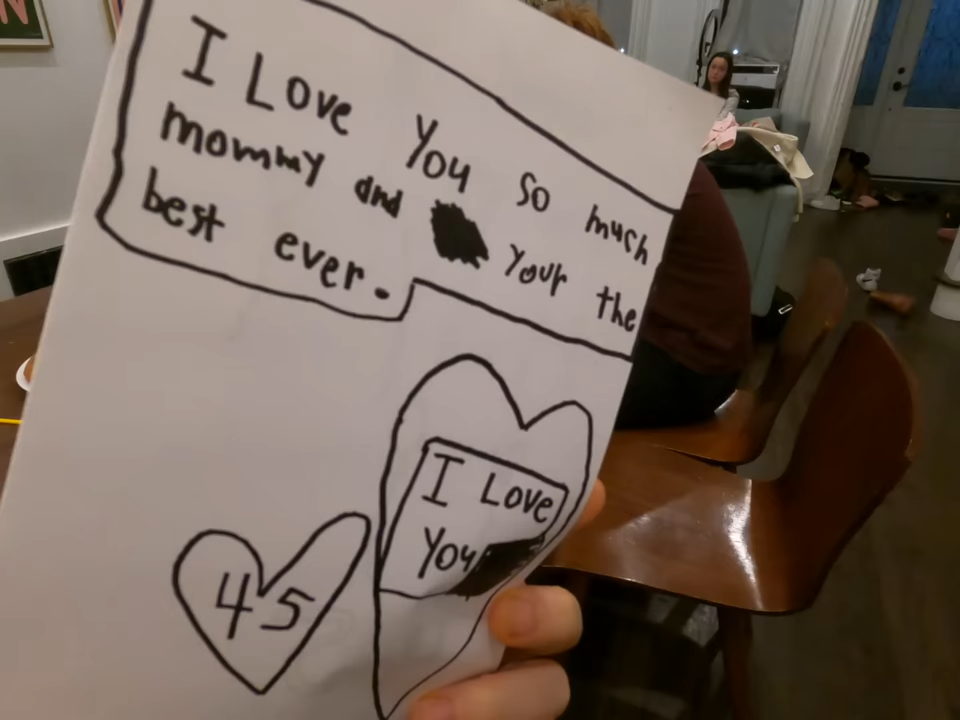 I Love You so much
mommy and your the
best ever.
I Love
You
45